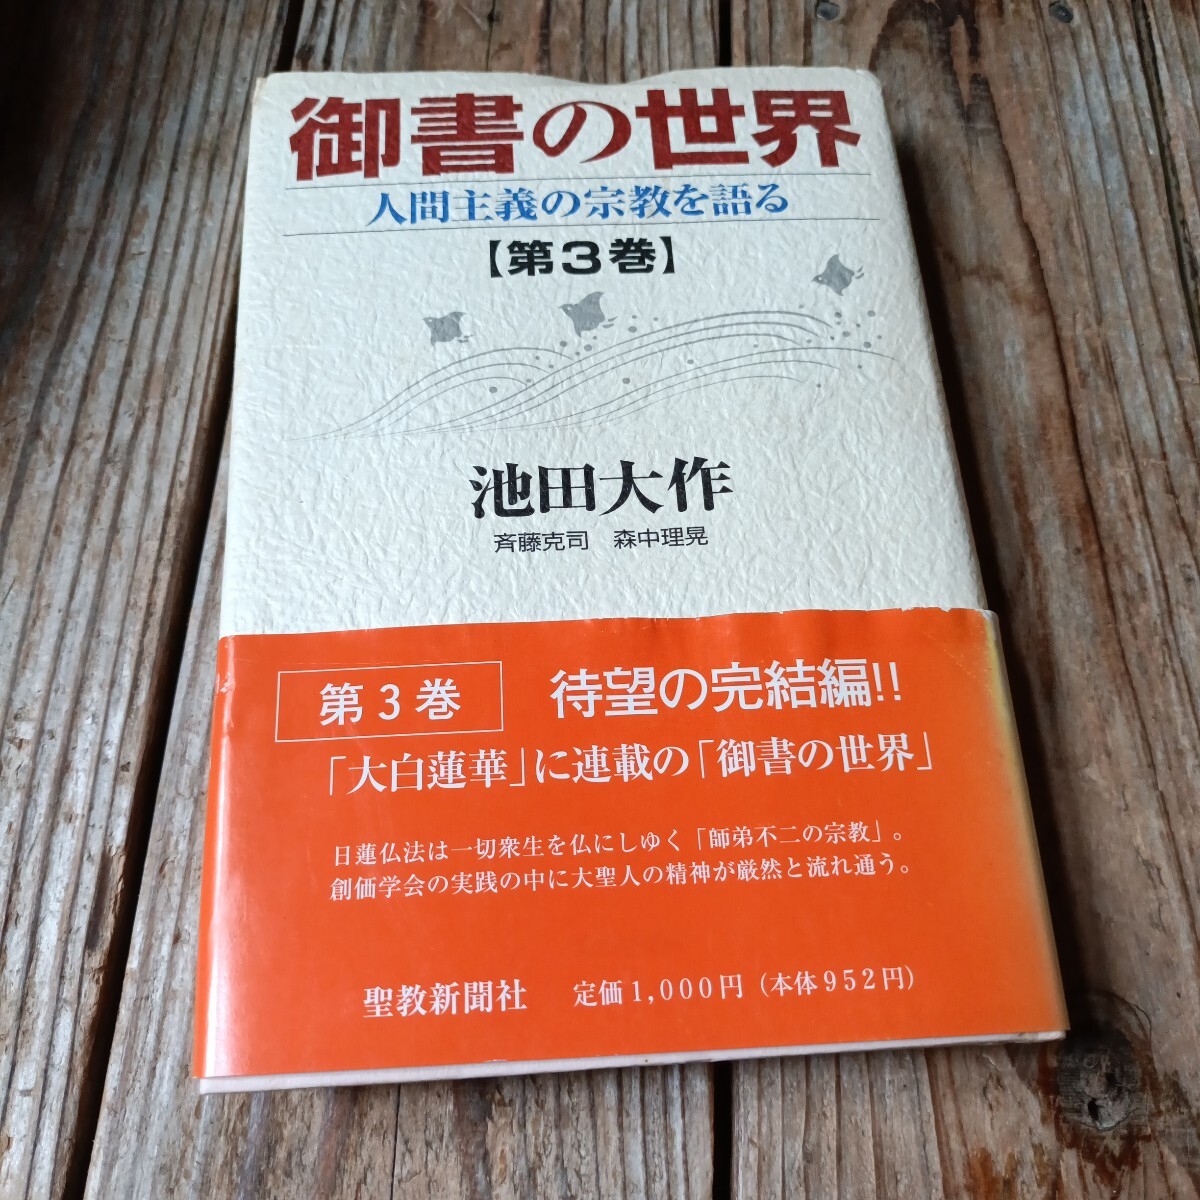 御書の世界
人間主義の宗教を語る
【第3巻】
池田大作
斉藤克司 森中理晃
第3巻
待望の完結編!!
「大白蓮華」に連載の「御書の世界」
日蓮仏法は一切衆生を仏にしゆく「師弟不二の宗教」。
創価学会の実践の中に大聖人の精神が厳然と流れ通う。
聖教新聞社 定価1,000円(本体952円)